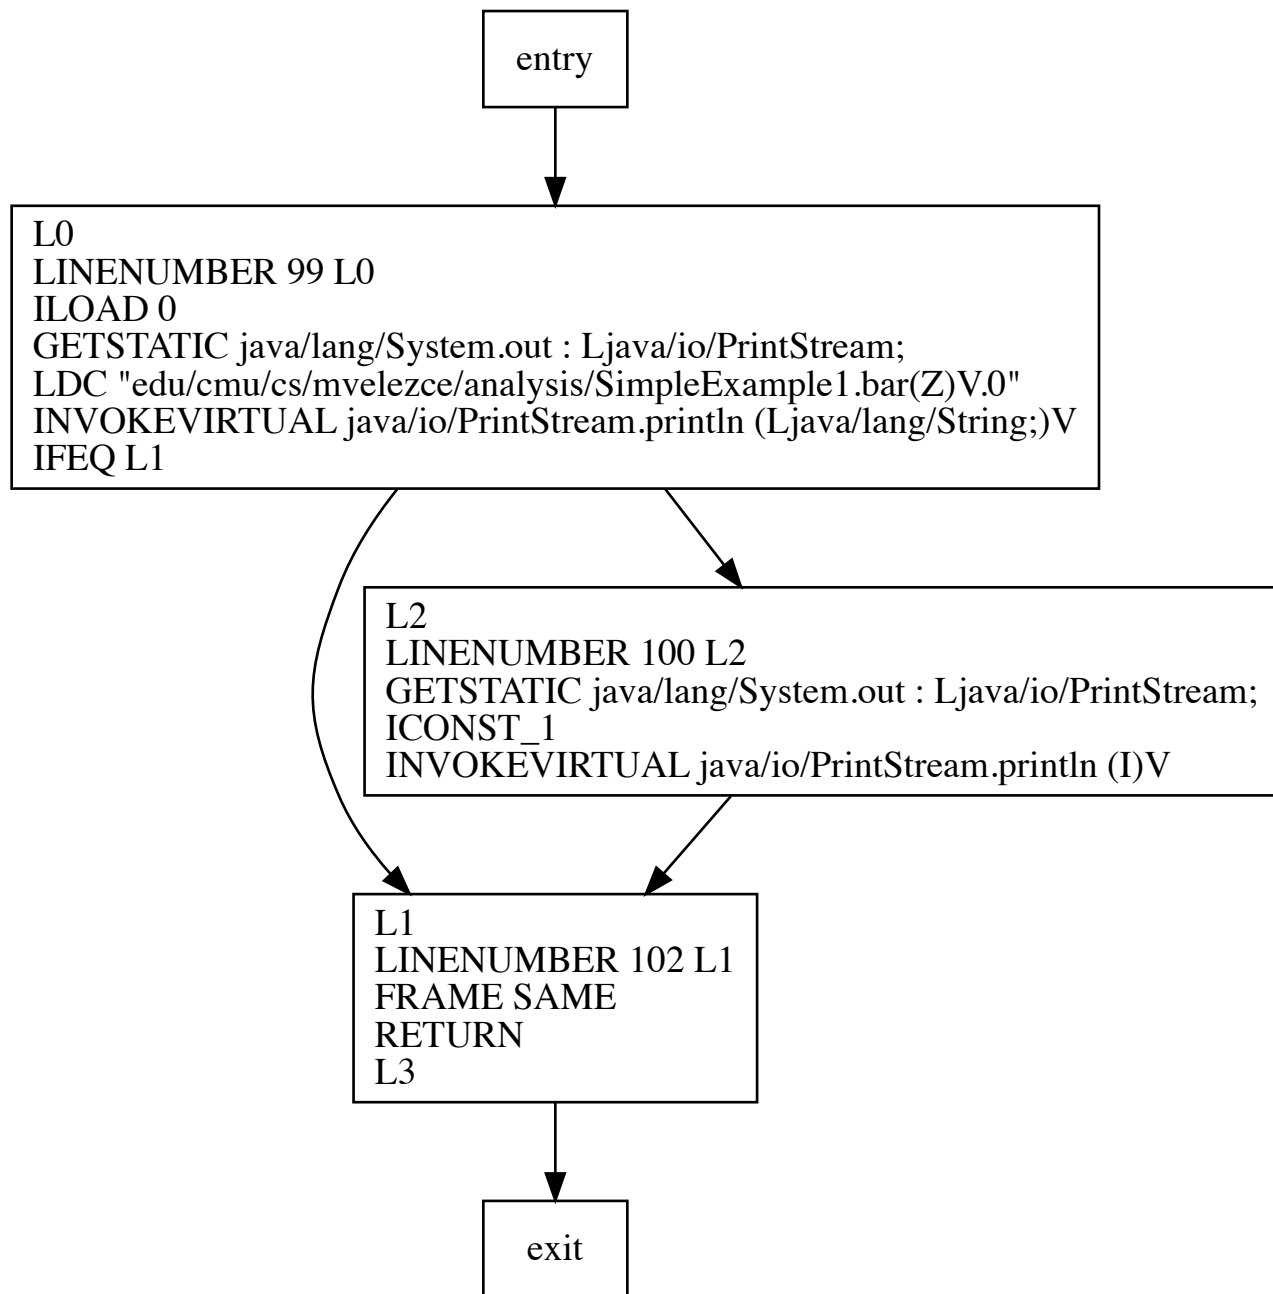 entry
L0
LINENUMBER 99 L0
ILOAD 0
GETSTATIC java/lang/System.out : Ljava/io/PrintStream;
LDC "edu/cmu/cs/mvelezce/analysis/SimpleExample1.bar(Z)V.0"
INVOKEVIRTUAL java/io/PrintStream.println (Ljava/lang/String;)V
IFEQ L1
L2
LINENUMBER 100 L2
GETSTATIC java/lang/System.out : Ljava/io/PrintStream;
ICONST_1
INVOKEVIRTUAL java/io/PrintStream.println (I)V
L1
LINENUMBER 102 L1
FRAME SAME
RETURN
L3
exit